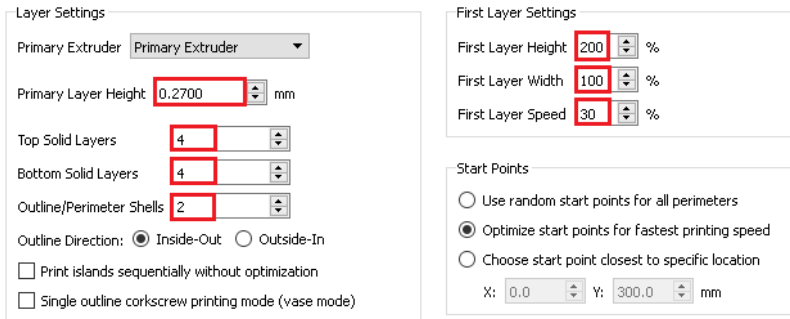 Layer Settings
Primary Extruder Primary Extruder
Primary Layer Height 0.2700 mm
Top Solid Layers 4
Bottom Solid Layers 4
Outline/Perimeter Shells 2
Outline Direction: Inside-Out Outside-In
Print islands sequentially without optimization
Single outline corkscrew printing mode (vase mode)
First Layer Settings
First Layer Height 200 %
First Layer Width 100 %
First Layer Speed 30 %
Start Points
Use random start points for all perimeters
Optimize start points for fastest printing speed
Choose start point closest to specific location
X: 0.0 Y: 300.0 mm